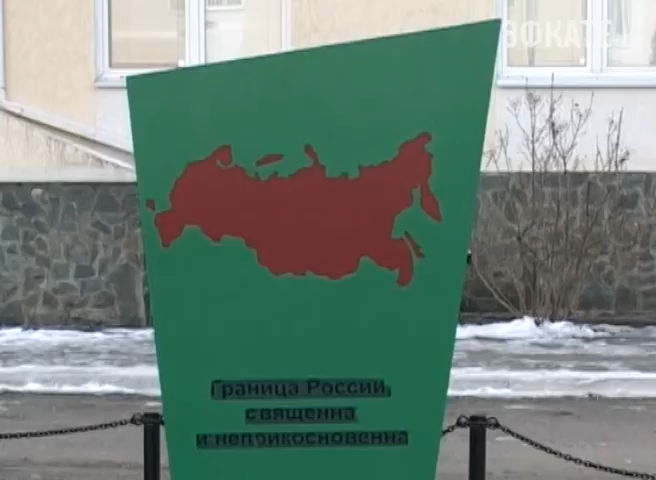 Граница России,
священна
и неприкосновенна